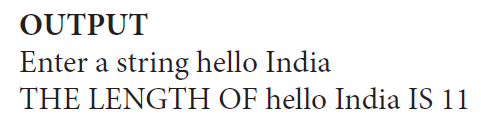 OUTPUT
Enter a string hello India
THE LENGTH OF hello India IS 11